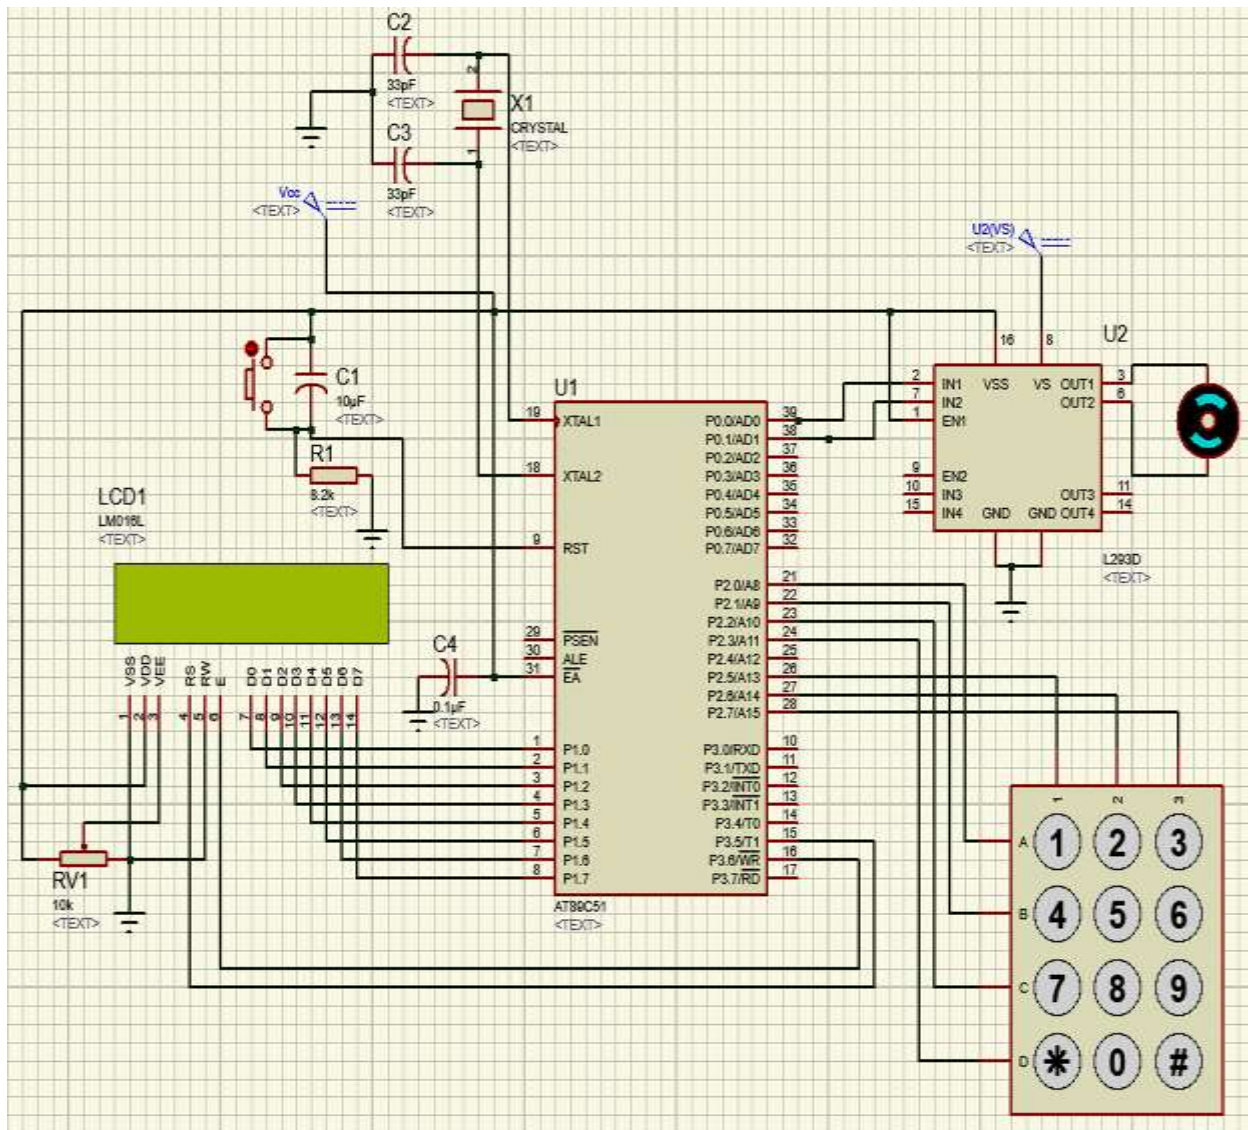 C2
33pF
<TEXT>
2
X1
CRYSTAL
<TEXT>
1
C3
33pF
<TEXT>
Vcc
<TEXT>
U2(VS)
<TEXT>
C1
10µF
<TEXT>
R1
8.2k
<TEXT>
LCD1
LM016L
<TEXT>
VSS
VDD
VEE
RS
RW
E
D0
D1
D2
D3
D4
D5
D6
D7
1
2
3
4
5
6
7
8
9
10
11
12
13
14
RV1
10k
<TEXT>
C4
0.1µF
<TEXT>
U1
19 XTAL1
18 XTAL2
9 RST
29 PSEN
30 ALE
31 EA
1 P1.0
2 P1.1
3 P1.2
4 P1.3
5 P1.4
6 P1.5
7 P1.6
8 P1.7
P0.0/AD0 39
P0.1/AD1 38
P0.2/AD2 37
P0.3/AD3 36
P0.4/AD4 35
P0.5/AD5 34
P0.6/AD6 33
P0.7/AD7 32
P2.0/A8 21
P2.1/A9 22
P2.2/A10 23
P2.3/A11 24
P2.4/A12 25
P2.5/A13 26
P2.6/A14 27
P2.7/A15 28
P3.0/RXD 10
P3.1/TXD 11
P3.2/INT0 12
P3.3/INT1 13
P3.4/T0 14
P3.5/T1 15
P3.6/WR 16
P3.7/RD 17
AT89C51
<TEXT>
U2
16
8
2 IN1 VSS VS OUT1 3
7 IN2 OUT2 6
1 EN1
9 EN2
10 IN3 OUT3 11
15 IN4 GND GND OUT4 14
L293D
<TEXT>
1 2 3
A 1 2 3
B 4 5 6
C 7 8 9
D * 0 #